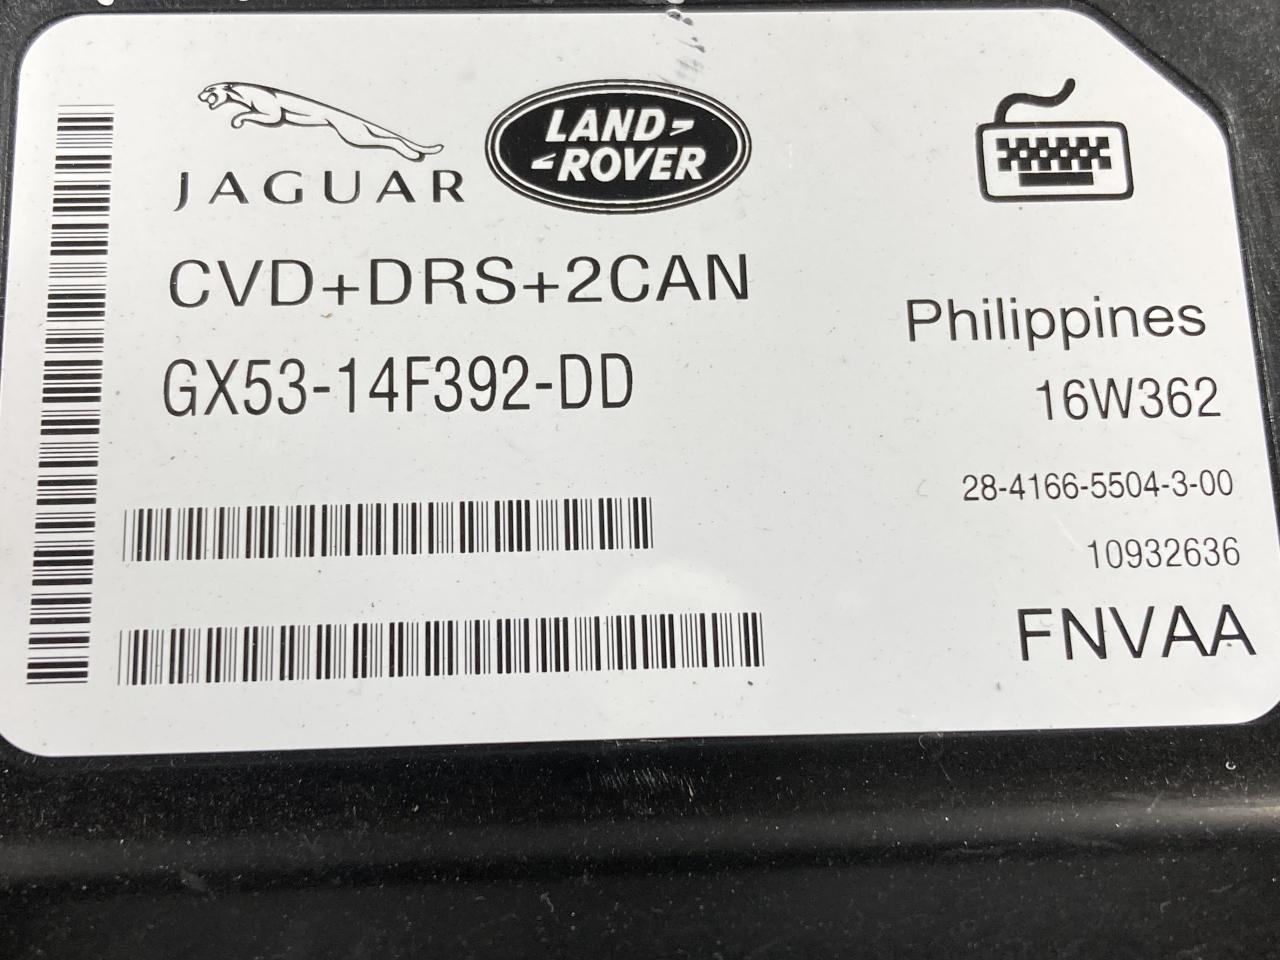 JAGUAR
LAND-
ROVER
CVD+DRS+2CAN
GX53-14F392-DD
Philippines
16W362
28-4166-5504-3-00
10932636
FNVAA